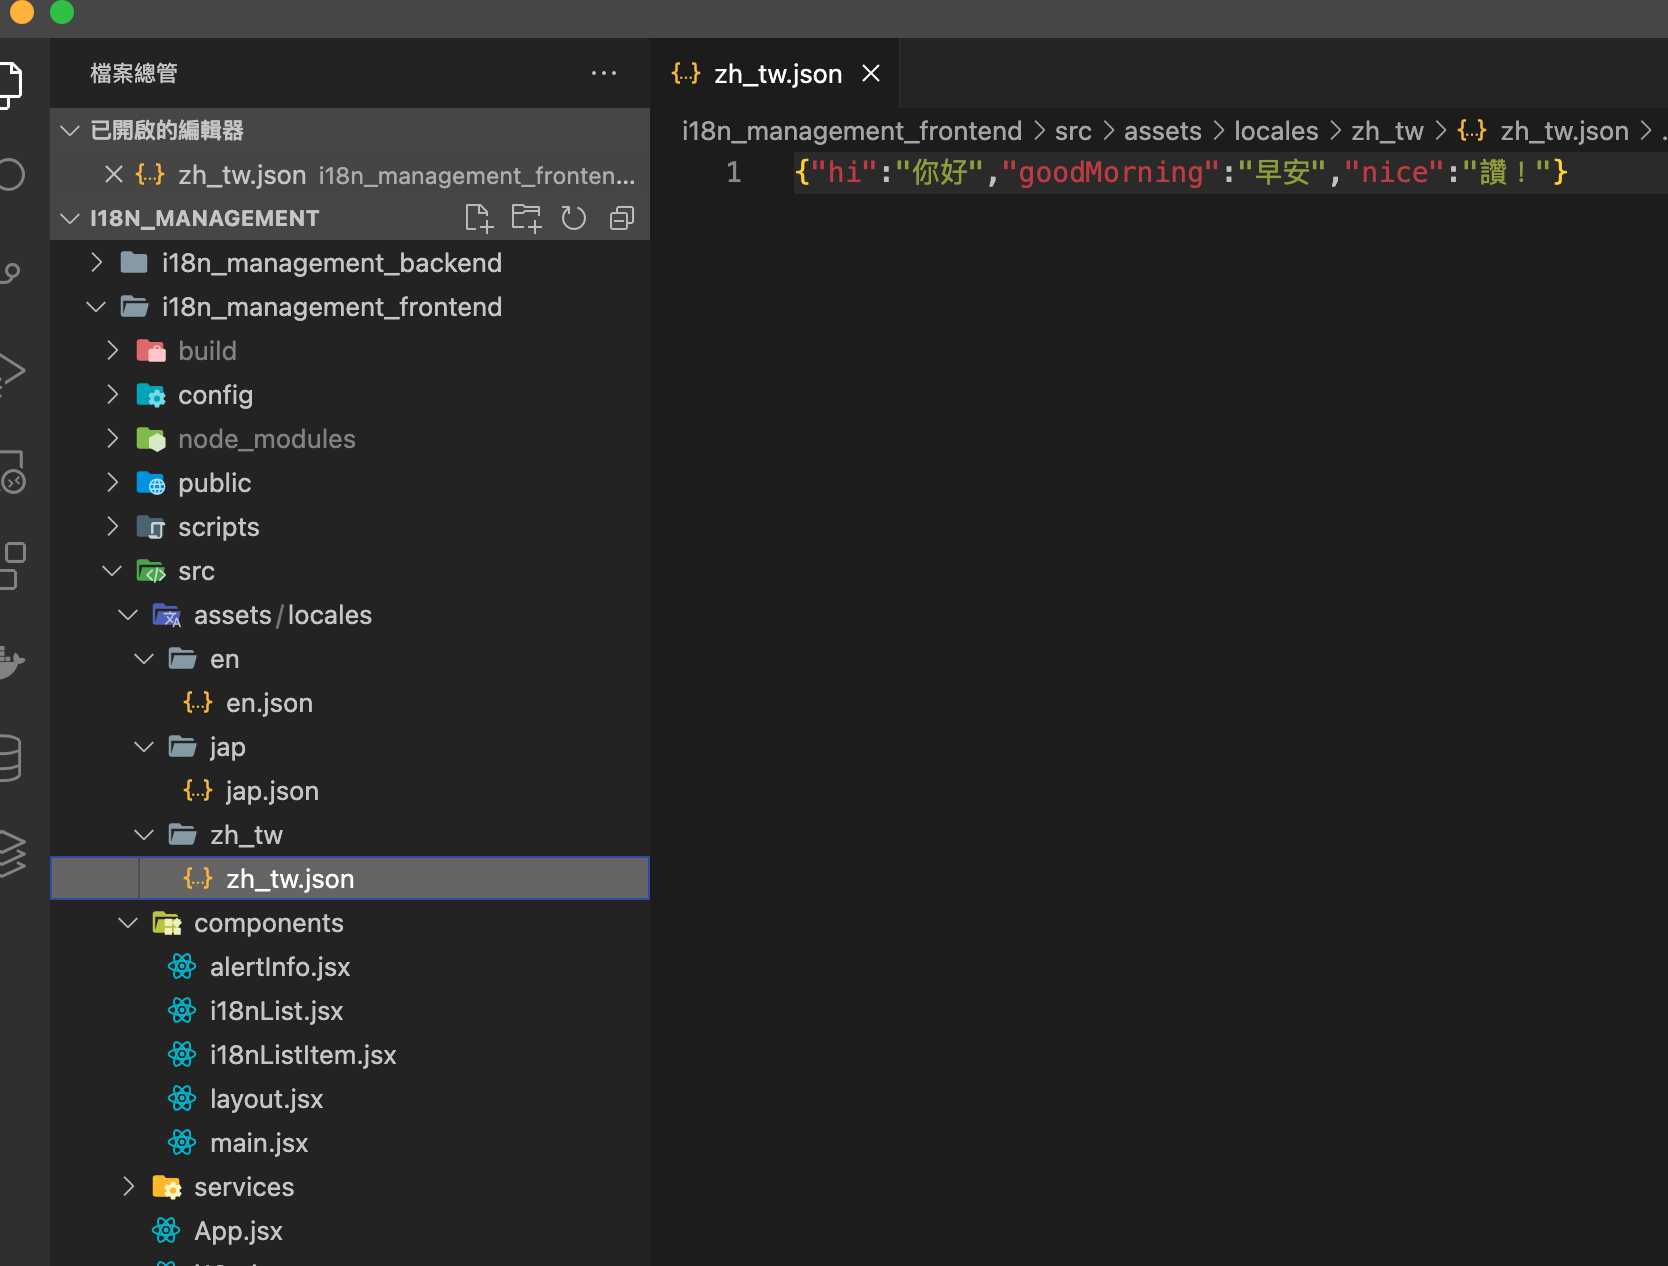 檔案總管
已開啟的編輯器
zh_tw.json i18n_management_fronten...
I18N_MANAGEMENT
i18n_management_backend
i18n_management_frontend
build
config
node_modules
public
scripts
src
assets/locales
en
en.json
jap
jap.json
zh_tw
zh_tw.json
components
alertInfo.jsx
i18nList.jsx
i18nListItem.jsx
layout.jsx
main.jsx
services
App.jsx
{..} zh_tw.json
i18n_management_frontend > src > assets > locales > zh_tw > {..} zh_tw.json > .
1 {"hi":"你好","goodMorning":"早安","nice":"讚！"}